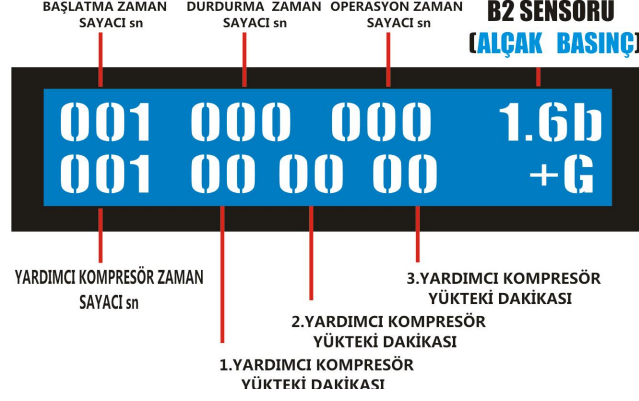 BAŞLATMA ZAMAN
SAYACI sn
DURDURMA ZAMAN
SAYACI sn
OPERASYON ZAMAN
SAYACI sn
B2 SENSORU
(ALÇAK BASINÇ)
001 000 000 1.6b
001 00 00 00 +G
YARDIMCI KOMPRESÖR ZAMAN
SAYACI sn
3.YARDIMCI KOMPRESÖR
YÜKTEKİ DAKİKASI
2.YARDIMCI KOMPRESÖR
YÜKTEKİ DAKİKASI
1.YARDIMCI KOMPRESÖR
YÜKTEKİ DAKİKASI